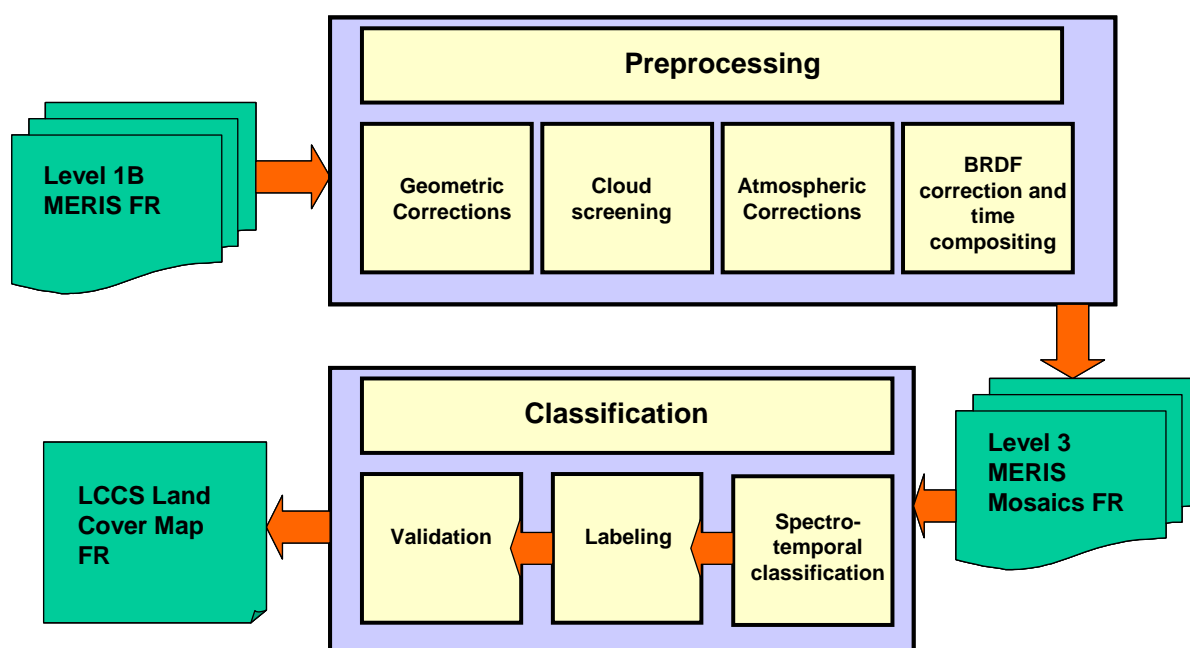 Preprocessing
Level 1B
MERIS FR
Geometric
Corrections
Cloud
screening
Atmospheric
Corrections
BRDF
correction and
time
compositing
Classification
Level 3
MERIS
Mosaics FR
LCCS Land
Cover Map
FR
Validation
Labeling
Spectro-
temporal
classification